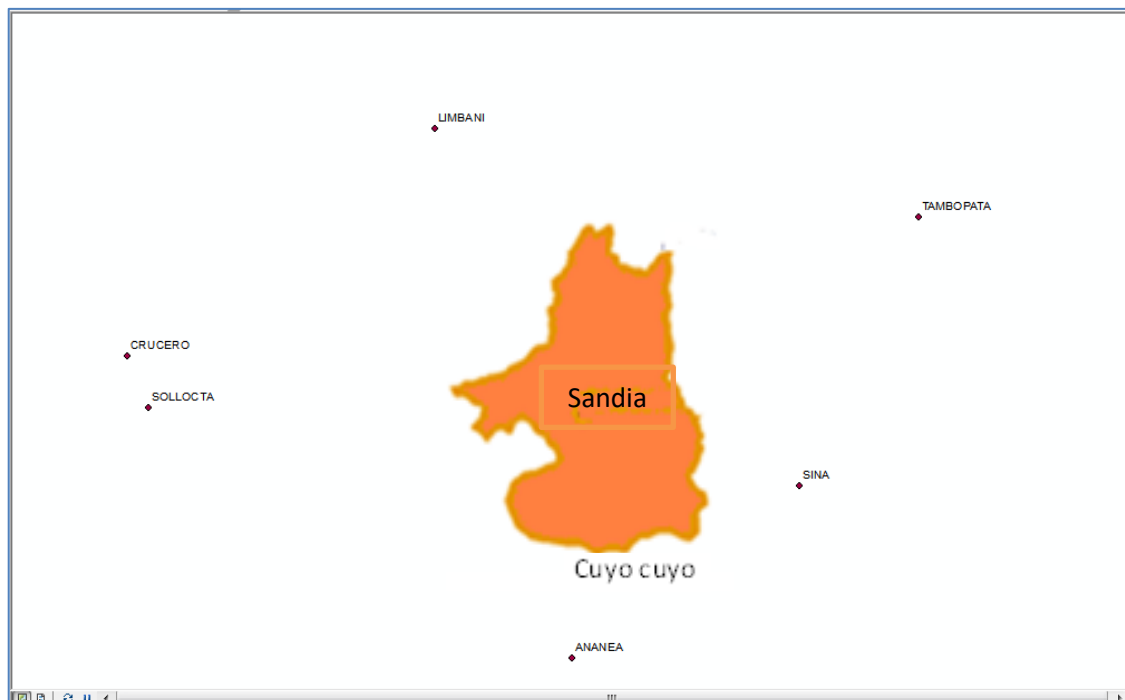 LIMBANI
TAMBOPATA
CRUCERO
Sandia
SOLLOCTA
SINA
Cuyo cuyo
ANANEA